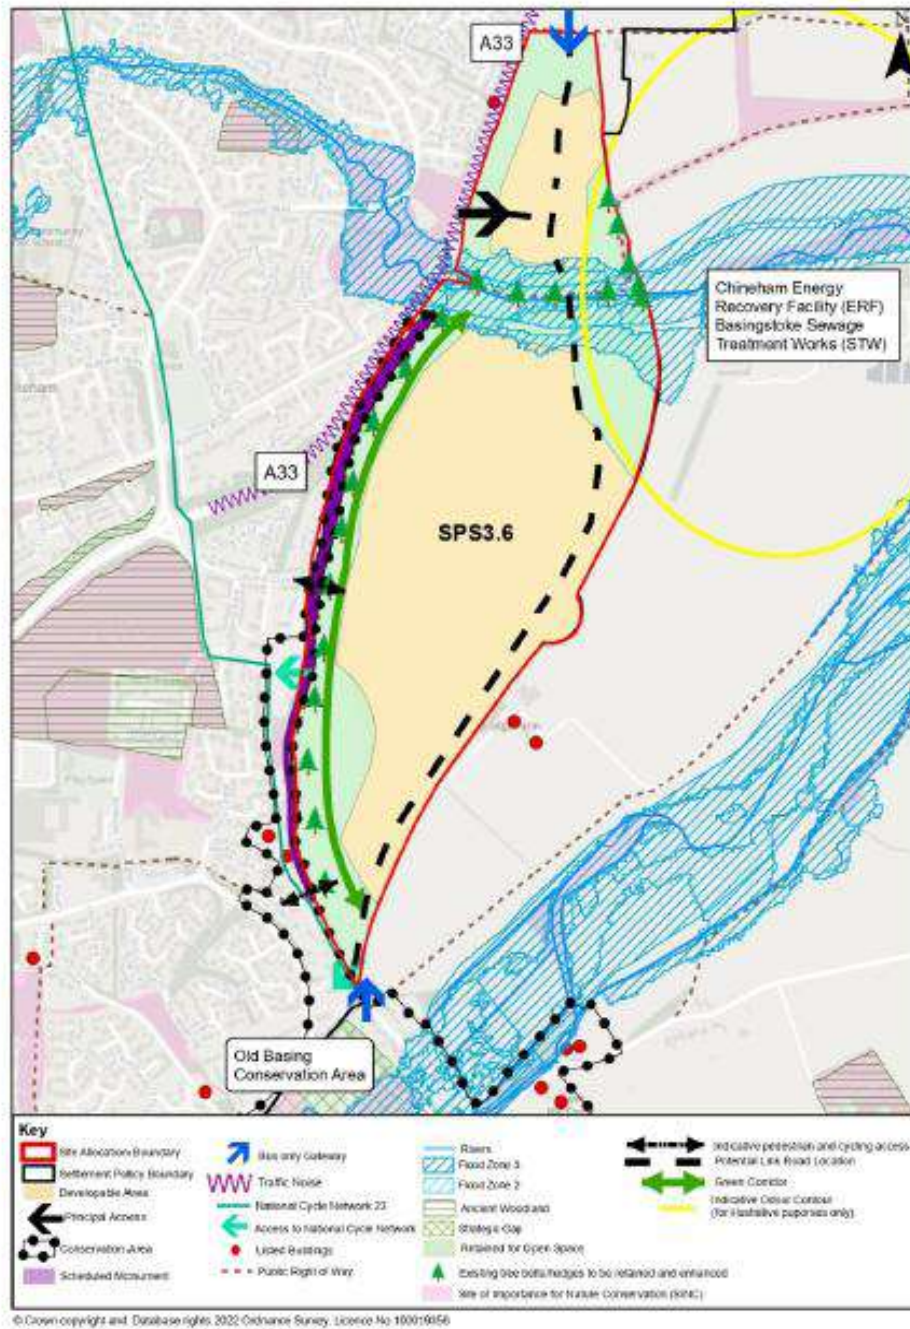 A33
Chineham Energy
Recovery Facility (ERF)
Basingstoke Sewage
Treatment Works (STW)
A33
SPS3.6
Old Basing
Conservation Area
Key
Site Allocation Boundary
Settlement Policy Boundary
Developable Area
Principal Access
Conservation Area
Scheduled Monument
Bus only Gateway
Traffic Noise
National Cycle Network 23
Access to National Cycle Network
Listed Buildings
Public Right of Way
Rivers
Flood Zone 3
Flood Zone 2
Ancient Woodland
Strategic Gap
Retained for Open Space
Existing tree belts/hedges to be retained and enhanced
Site of Importance for Nature Conservation (SINC)
Indicative pedestrian and cycling access
Potential Link Road Location
Green Corridor
Indicative Odour Contour
(for illustrative purposes only)
© Crown copyright and Database rights 2022 Ordnance Survey. Licence No 100019356